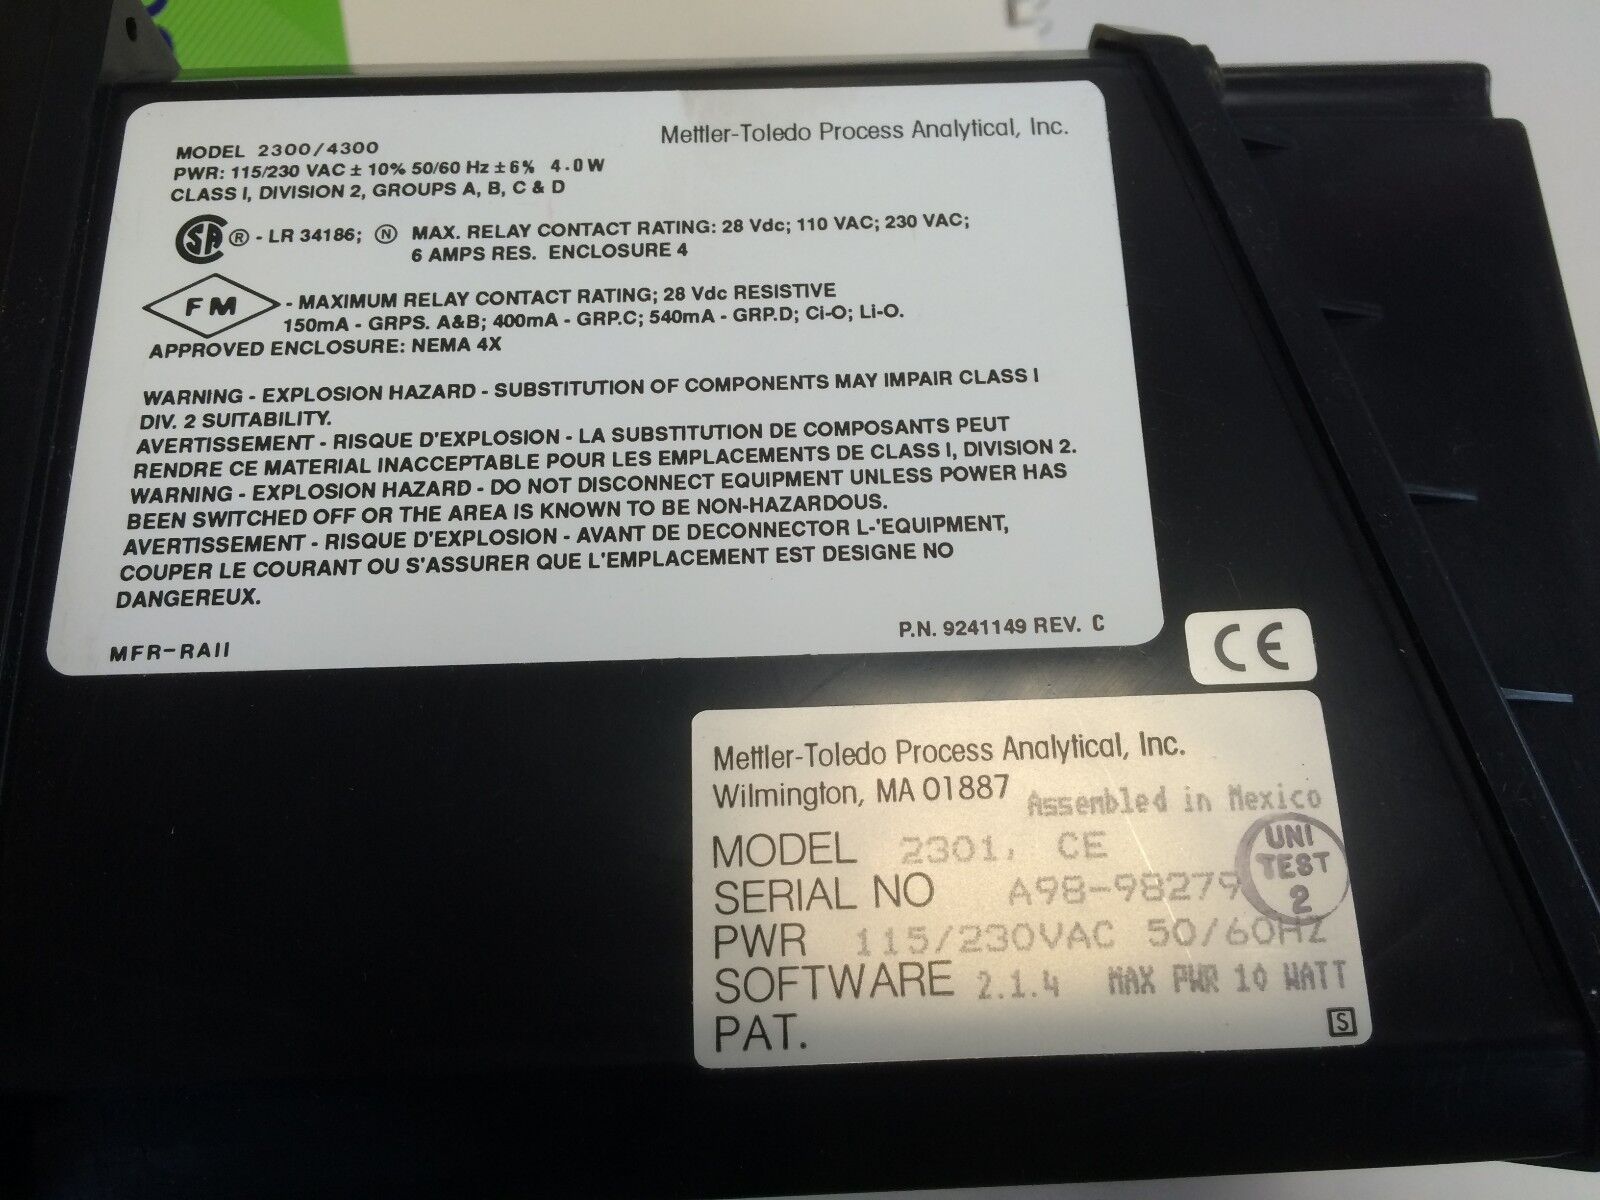 Mettler-Toledo Process Analytical, Inc.
MODEL 2300/4300
PWR: 115/230 VAC ± 10% 50/60 Hz ± 6% 4.0 W
CLASS I, DIVISION 2, GROUPS A, B, C & D
SA ® - LR 34186; Ⓝ MAX. RELAY CONTACT RATING: 28 Vdc; 110 VAC; 230 VAC;
6 AMPS RES. ENCLOSURE 4
FM - MAXIMUM RELAY CONTACT RATING; 28 Vdc RESISTIVE
150mA - GRPS. A&B; 400mA - GRP.C; 540mA - GRP.D; Ci-O; Li-O.
APPROVED ENCLOSURE: NEMA 4X
WARNING - EXPLOSION HAZARD - SUBSTITUTION OF COMPONENTS MAY IMPAIR CLASS I
DIV. 2 SUITABILITY.
AVERTISSEMENT - RISQUE D'EXPLOSION - LA SUBSTITUTION DE COMPOSANTS PEUT
RENDRE CE MATERIAL INACCEPTABLE POUR LES EMPLACEMENTS DE CLASS I, DIVISION 2.
WARNING - EXPLOSION HAZARD - DO NOT DISCONNECT EQUIPMENT UNLESS POWER HAS
BEEN SWITCHED OFF OR THE AREA IS KNOWN TO BE NON-HAZARDOUS.
AVERTISSEMENT - RISQUE D'EXPLOSION - AVANT DE DECONNECTOR L-'EQUIPMENT,
COUPER LE COURANT OU S'ASSURER QUE L'EMPLACEMENT EST DESIGNE NO
DANGEREUX.
P.N. 9241149 REV. C
MFR-RAII
CE
Mettler-Toledo Process Analytical, Inc.
Wilmington, MA 01887 Assembled in Mexico
MODEL 2301, CE
SERIAL NO A98-98279
UNI
TEST
2
PWR 115/230VAC 50/60HZ
SOFTWARE 2.1.4 MAX PWR 10 WATT
PAT.
S